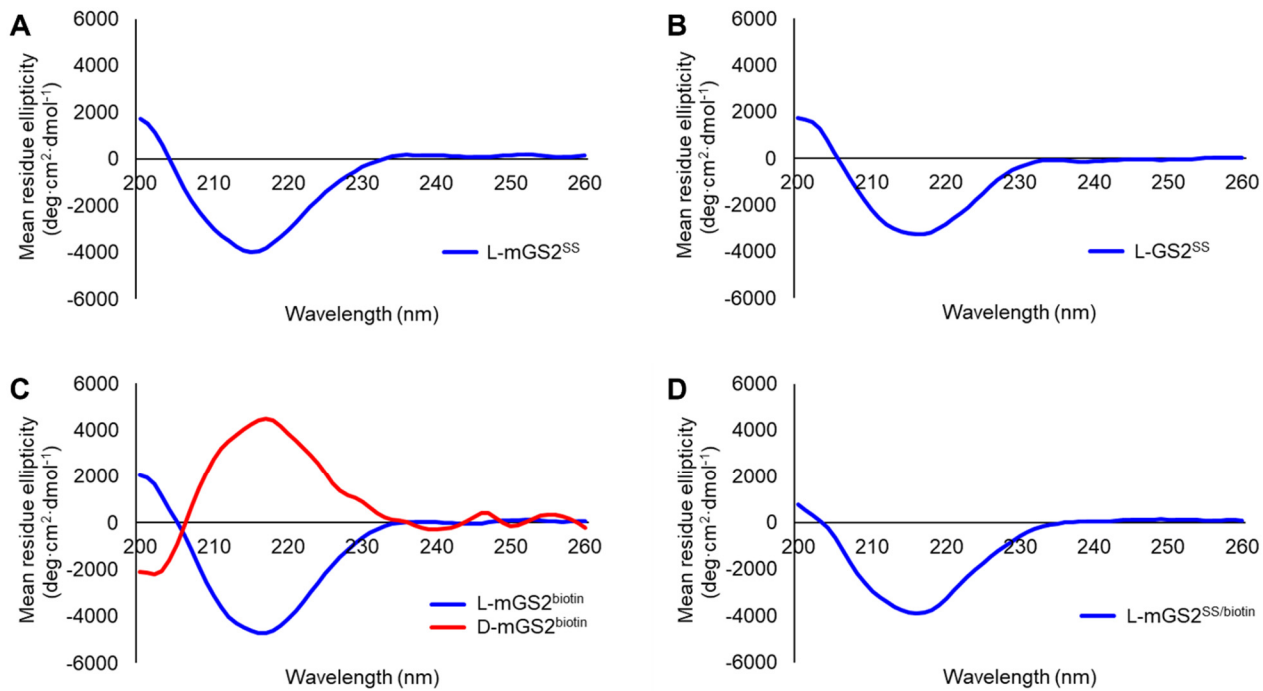 A
Mean residue ellipticity
(deg·cm²·dmol⁻¹)
6000
4000
2000
0
-2000
-4000
-6000
200 210 220 230 240 250 260
L-mGS2ˢˢ
Wavelength (nm)
B
Mean residue ellipticity
(deg·cm²·dmol⁻¹)
6000
4000
2000
0
-2000
-4000
-6000
200 210 220 230 240 250 260
L-GS2ˢˢ
Wavelength (nm)
C
Mean residue ellipticity
(deg·cm²·dmol⁻¹)
6000
4000
2000
0
-2000
-4000
-6000
200 210 220 230 240 250 260
L-mGS2ᵇⁱᵒᵗⁱⁿ
D-mGS2ᵇⁱᵒᵗⁱⁿ
Wavelength (nm)
D
Mean residue ellipticity
(deg·cm²·dmol⁻¹)
6000
4000
2000
0
-2000
-4000
-6000
200 210 220 230 240 250 260
L-mGS2ˢˢ/ᵇⁱᵒᵗⁱⁿ
Wavelength (nm)